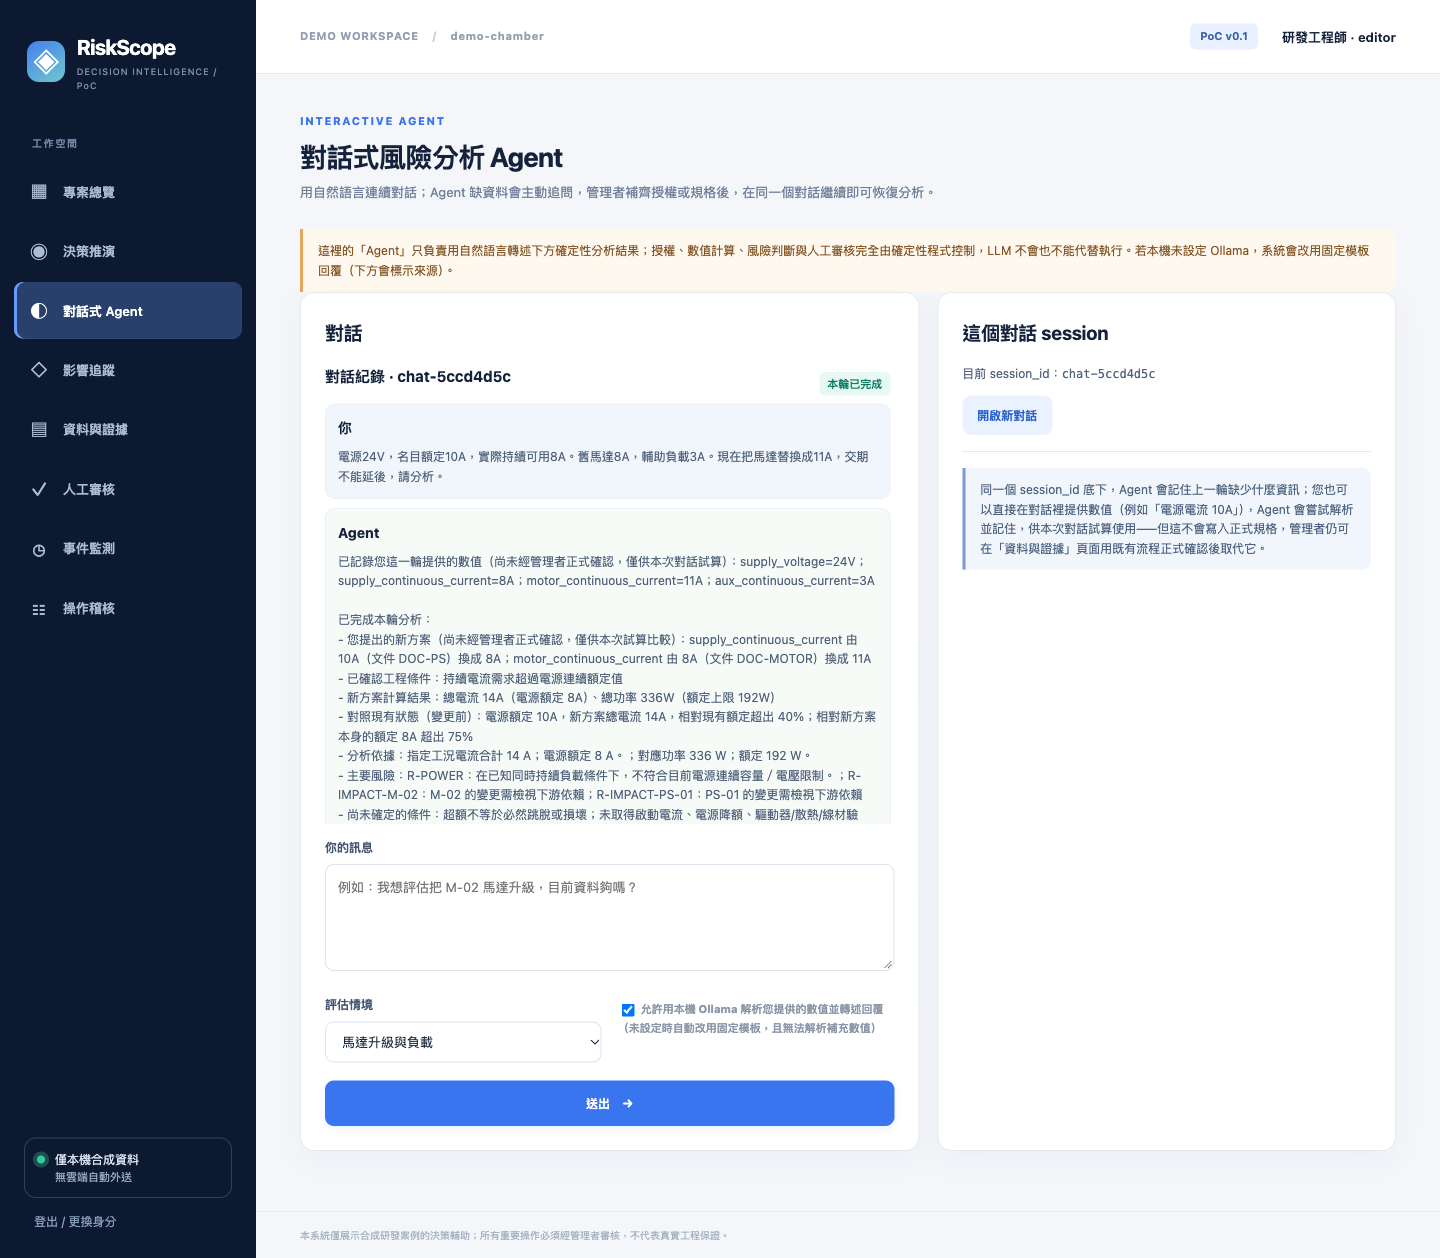 RiskScope
DECISION INTELLIGENCE /
PoC
工作空間
專案總覽
決策推演
對話式 Agent
影響追蹤
資料與證據
人工審核
事件監測
操作稽核
僅本機合成資料
無雲端自動外送
登出 / 更換身分
DEMO WORKSPACE / demo-chamber
PoC v0.1
研發工程師 · editor
INTERACTIVE AGENT
對話式風險分析 Agent
用自然語言連續對話；Agent 缺資料會主動追問，管理者補齊授權或規格後，在同一個對話繼續即可恢復分析。
這裡的「Agent」只負責用自然語言轉述下方確定性分析結果；授權、數值計算、風險判斷與人工審核完全由確定性程式控制，LLM 不會也不能代替執行。若本機未設定 Ollama，系統會改用固定模板
回覆（下方會標示來源）。
對話
對話紀錄 · chat-5ccd4d5c
本輪已完成
你
電源24V，名目額定10A，實際持續可用8A。舊馬達8A，輔助負載3A。現在把馬達替換成11A，交期
不能延後，請分析。
Agent
已記錄您這一輪提供的數值（尚未經管理者正式確認，僅供本次對話試算）：supply_voltage=24V；
supply_continuous_current=8A；motor_continuous_current=11A；aux_continuous_current=3A
已完成本輪分析：
- 您提出的新方案（尚未經管理者正式確認，僅供本次試算比較）：supply_continuous_current 由
10A（文件 DOC-PS）換成 8A；motor_continuous_current 由 8A（文件 DOC-MOTOR）換成 11A
- 已確認工程條件：持續電流需求超過電源連續額定值
- 新方案計算結果：總電流 14A（電源額定 8A）、總功率 336W（額定上限 192W）
- 對照現有狀態（變更前）：電源額定 10A，新方案總電流 14A，相對現有額定超出 40%；相對新方案
本身的額定 8A 超出 75%
- 分析依據：指定工況電流合計 14 A；電源額定 8 A。；對應功率 336 W；額定 192 W。
- 主要風險：R-POWER：在已知同時持續負載條件下，不符合目前電源連續容量 / 電壓限制。；R-
IMPACT-M-02：M-02 的變更需檢視下游依賴；R-IMPACT-PS-01：PS-01 的變更需檢視下游依賴
- 尚未確定的條件：超額不等於必然跳脫或損壞；未取得啟動電流、電源降額、驅動器/散熱/線材驗
你的訊息
例如：我想評估把 M-02 馬達升級，目前資料夠嗎？
評估情境
馬達升級與負載
允許用本機 Ollama 解析您提供的數值並轉述回覆
（未設定時自動改用固定模板，且無法解析補充數值）
送出 →
這個對話 session
目前 session_id：chat-5ccd4d5c
開啟新對話
同一個 session_id 底下，Agent 會記住上一輪缺少什麼資訊；您也可
以直接在對話裡提供數值（例如「電源電流 10A」），Agent 會嘗試解析
並記住，供本次對話試算使用——但這不會寫入正式規格，管理者仍可
在「資料與證據」頁面用既有流程正式確認後取代它。
本系統僅展示合成研發案例的決策輔助；所有重要操作必須經管理者審核，不代表真實工程保證。